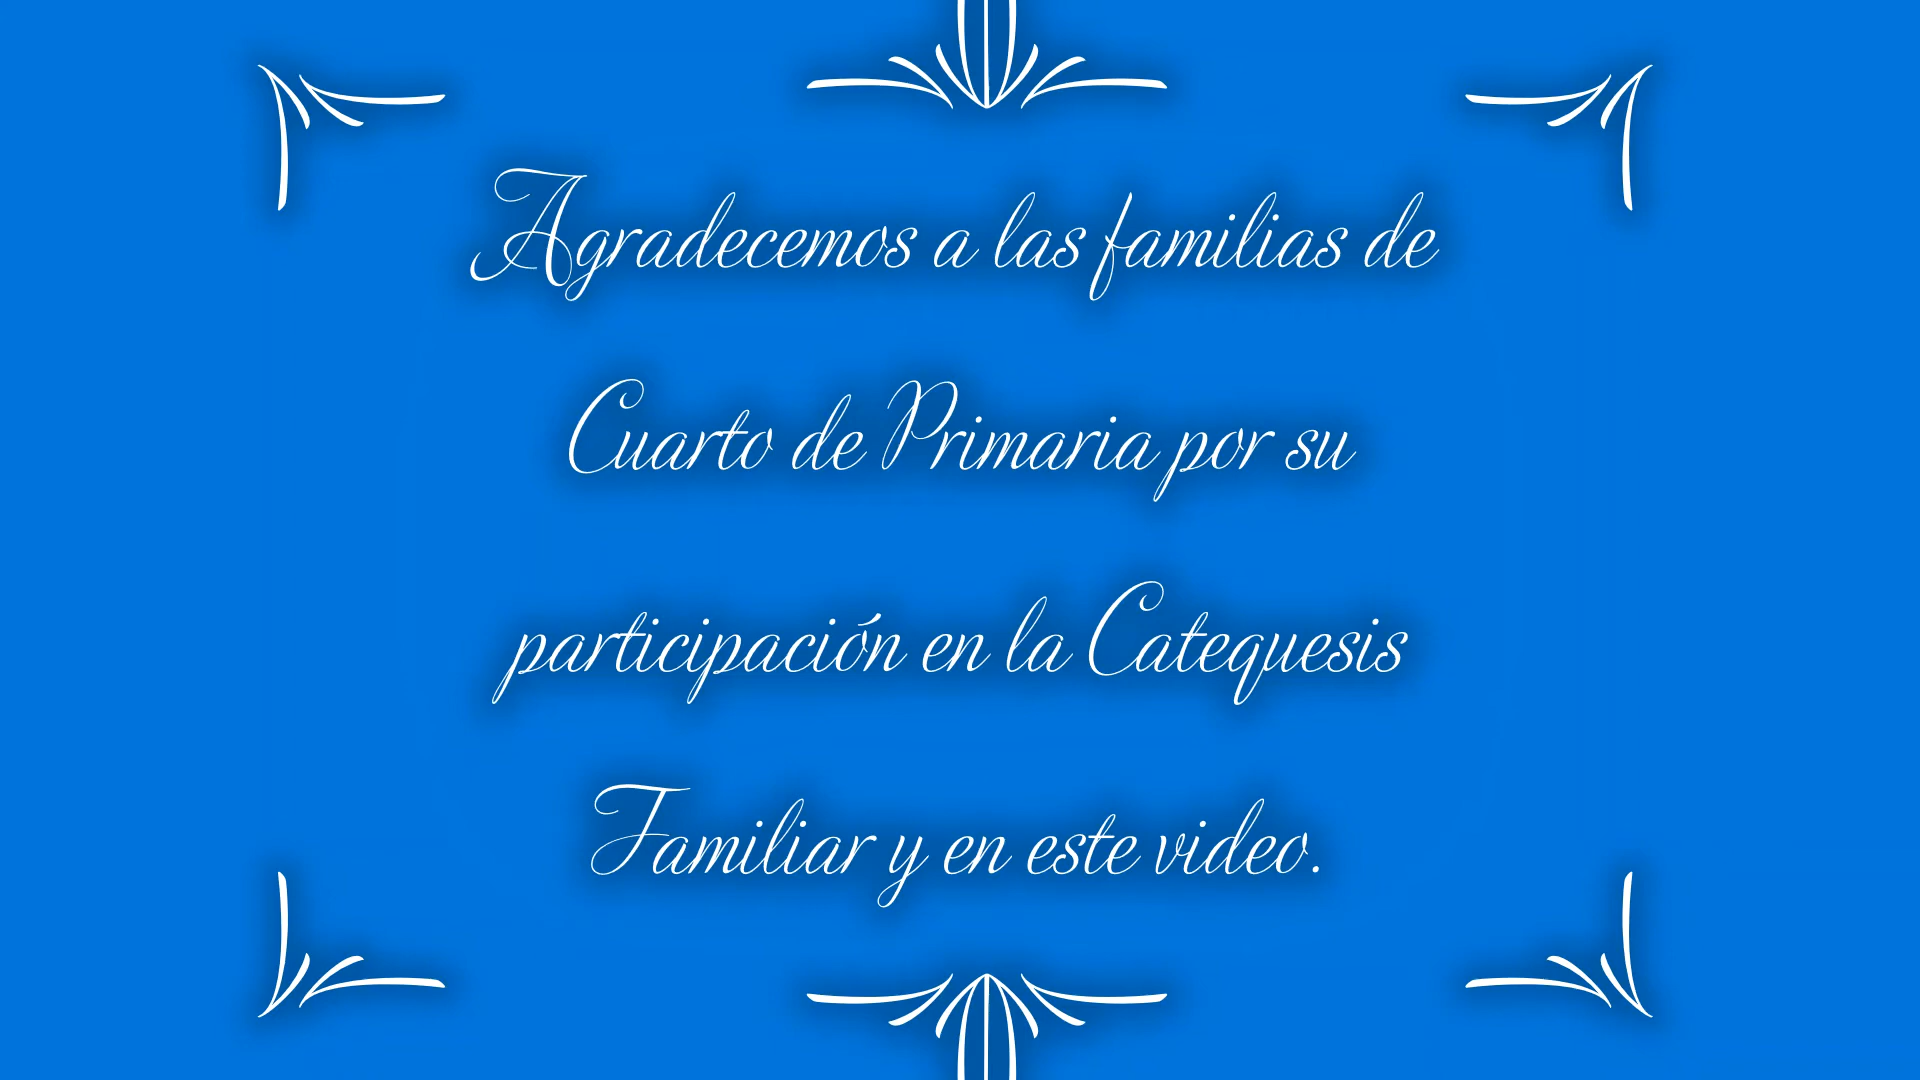 Agradecemos a las familias de
Cuarto de Primaria por su
participación en la Catequesis
Familiar y en este video.